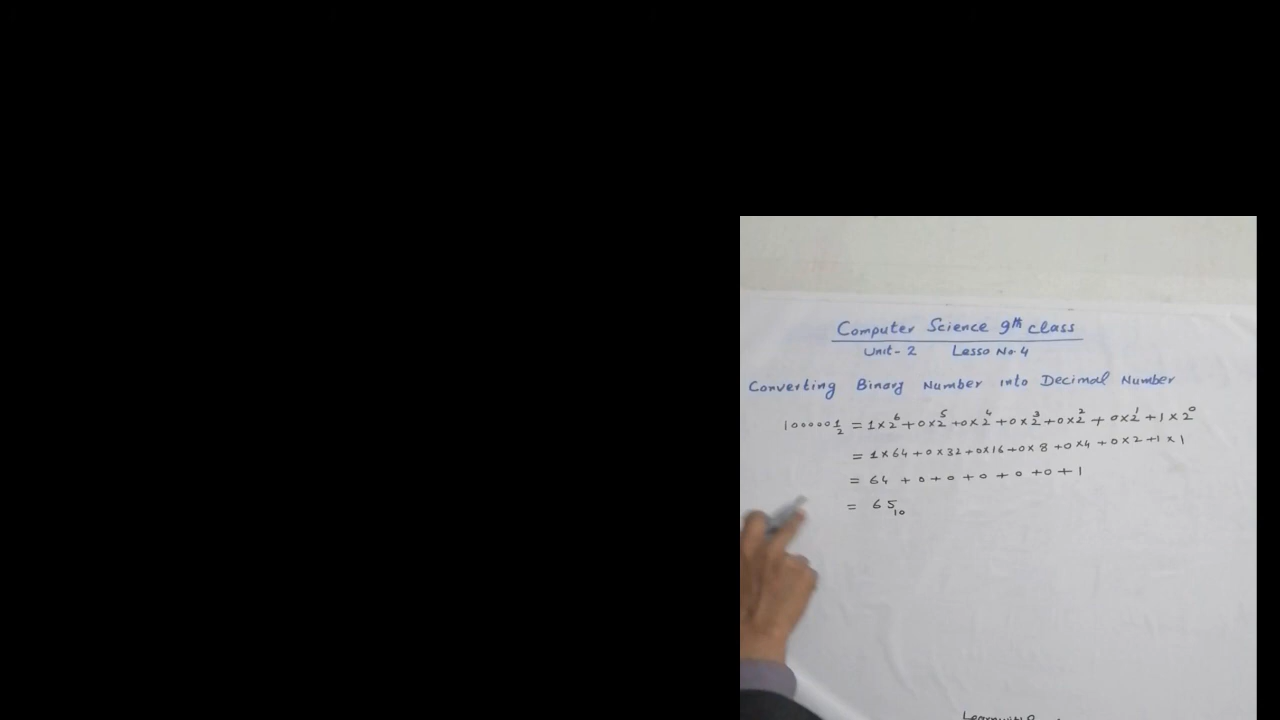 Computer Science 9th class
Unit-2 Lesso No.4
Converting Binary Number into Decimal Number
1000001₂ = 1×2⁶+0×2⁵+0×2⁴+0×2³+0×2²+0×2¹+1×2⁰
= 1×64+0×32+0×16+0×8+0×4+0×2+1×1
= 64+0+0+0+0+0+1
= 65₁₀